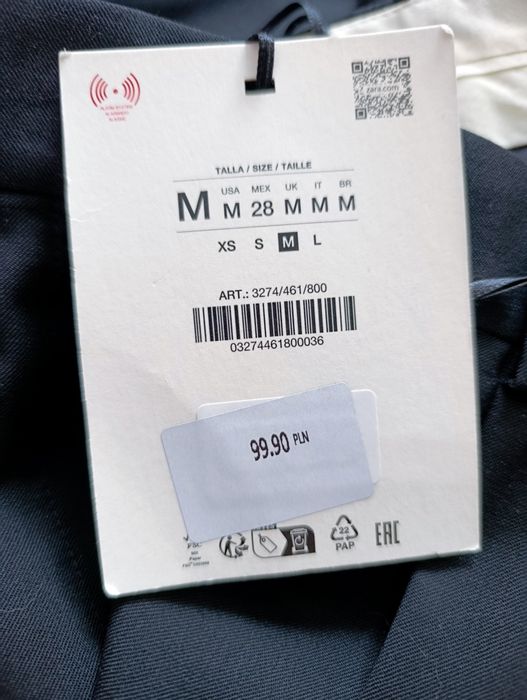 zara.com
TALLA / SIZE / TAILLE
USA MEX UK IT BR
M M 28 M M M
XS S M L
ART.: 3274/461/800
03274461800036
99.90 PLN
FSC
22
PAP
EAC